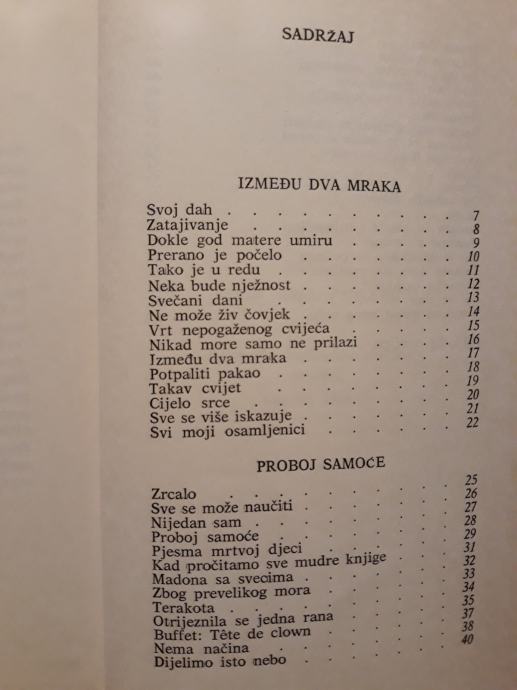 SADRŽAJ
IZMEĐU DVA MRAKA
Svoj dah . . . . . . . . . . 7
Zatajivanje . . . . . . . . . 8
Dokle god matere umiru . . . . . 9
Prerano je počelo . . . . . . . 10
Tako je u redu . . . . . . . . 11
Neka bude nježnost . . . . . . 12
Svečani dani . . . . . . . . 13
Ne može živ čovjek . . . . . . 14
Vrt nepogaženog cvijeća . . . . . 15
Nikad more samo ne prilazi . . . . 16
Između dva mraka . . . . . . . 17
Potpaliti pakao . . . . . . . . 18
Takav cvijet . . . . . . . . 19
Cijelo srce . . . . . . . . . 20
Sve se više iskazuje . . . . . . 21
Svi moji osamljenici . . . . . . 22
PROBOJ SAMOĆE
Zrcalo . . . . . . . . . . 25
Sve se može naučiti . . . . . . 26
Nijedan sam . . . . . . . . . 27
Proboj samoće . . . . . . . . 28
Pjesma mrtvoj djeci . . . . . . 29
Kad pročitamo sve mudre knjige . . . 31
Madona sa svecima . . . . . . . 32
Zbog prevelikog mora . . . . . . 33
Terakota . . . . . . . . . . 34
Otriježnila se jedna rana . . . . . 35
Buffet: Tête de clown . . . . . . 37
Nema načina . . . . . . . . . 38
Dijelimo isto nebo . . . . . . . 40